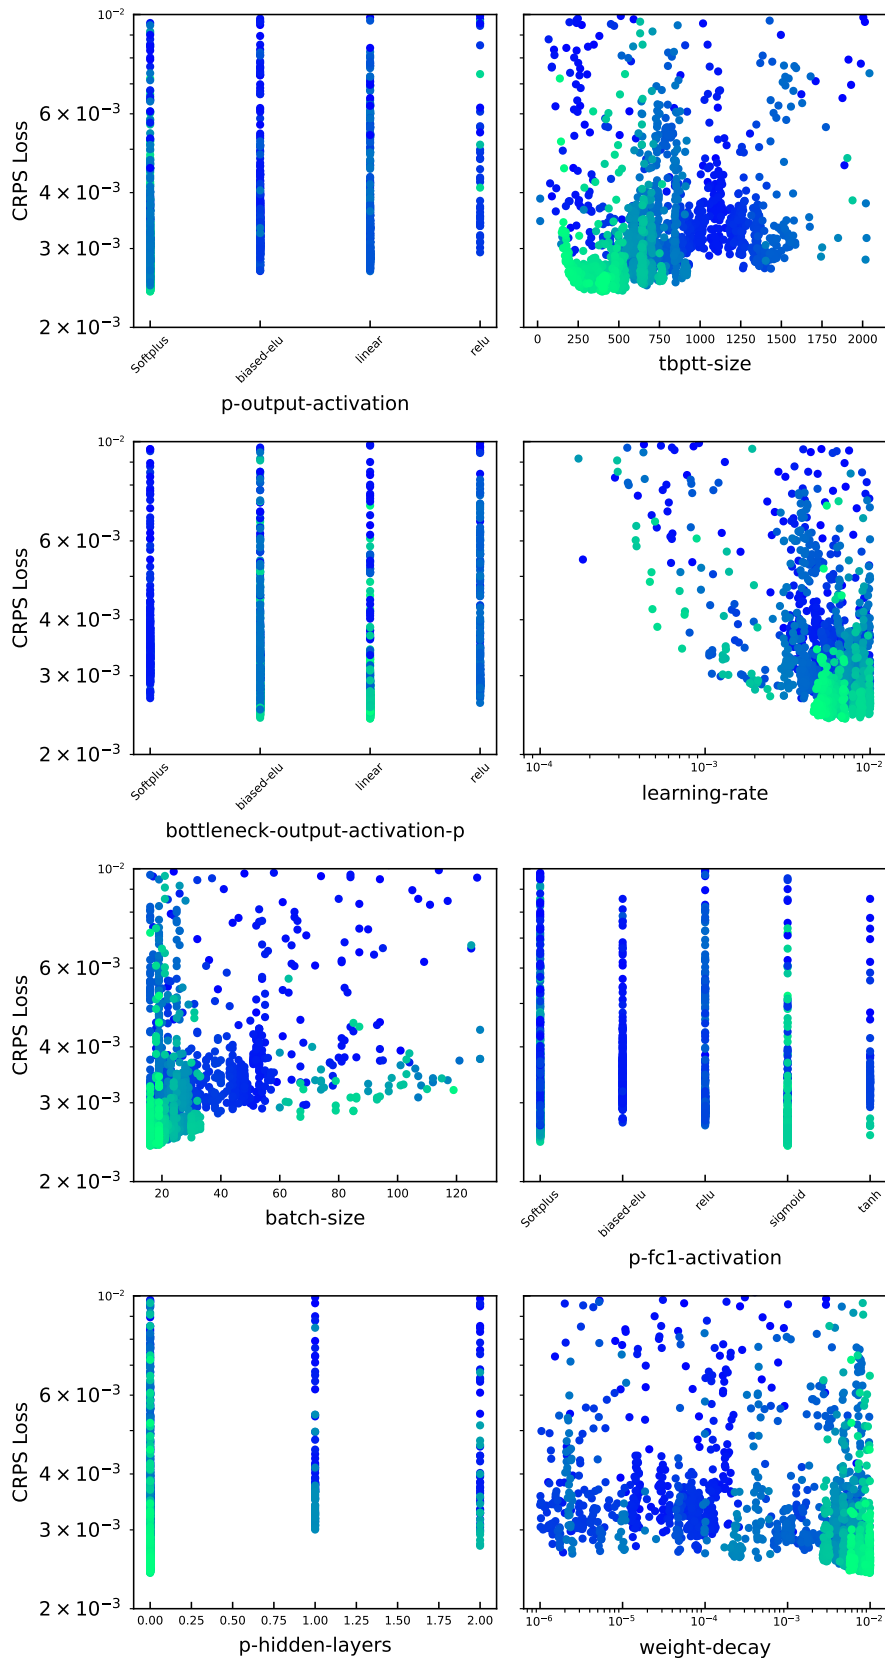 10⁻²
CRPS Loss
6 × 10⁻³
4 × 10⁻³
3 × 10⁻³
2 × 10⁻³
Softplus
biased-elu
linear
relu
p-output-activation
0 250 500 750 1000 1250 1500 1750 2000
tbptt-size
10⁻²
CRPS Loss
6 × 10⁻³
4 × 10⁻³
3 × 10⁻³
2 × 10⁻³
Softplus
biased-elu
linear
relu
bottleneck-output-activation-p
10⁻⁴ 10⁻³ 10⁻²
learning-rate
10⁻²
CRPS Loss
6 × 10⁻³
4 × 10⁻³
3 × 10⁻³
2 × 10⁻³
20 40 60 80 100 120
batch-size
Softplus
biased-elu
relu
sigmoid
tanh
p-fc1-activation
10⁻²
CRPS Loss
6 × 10⁻³
4 × 10⁻³
3 × 10⁻³
2 × 10⁻³
0.00 0.25 0.50 0.75 1.00 1.25 1.50 1.75 2.00
p-hidden-layers
10⁻⁶ 10⁻⁵ 10⁻⁴ 10⁻³ 10⁻²
weight-decay